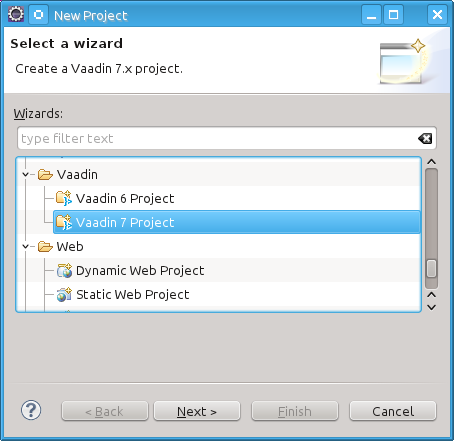 New Project
Select a wizard
Create a Vaadin 7.x project.
Wizards:
type filter text
Vaadin
Vaadin 6 Project
Vaadin 7 Project
Web
Dynamic Web Project
Static Web Project
? < Back Next > Finish Cancel